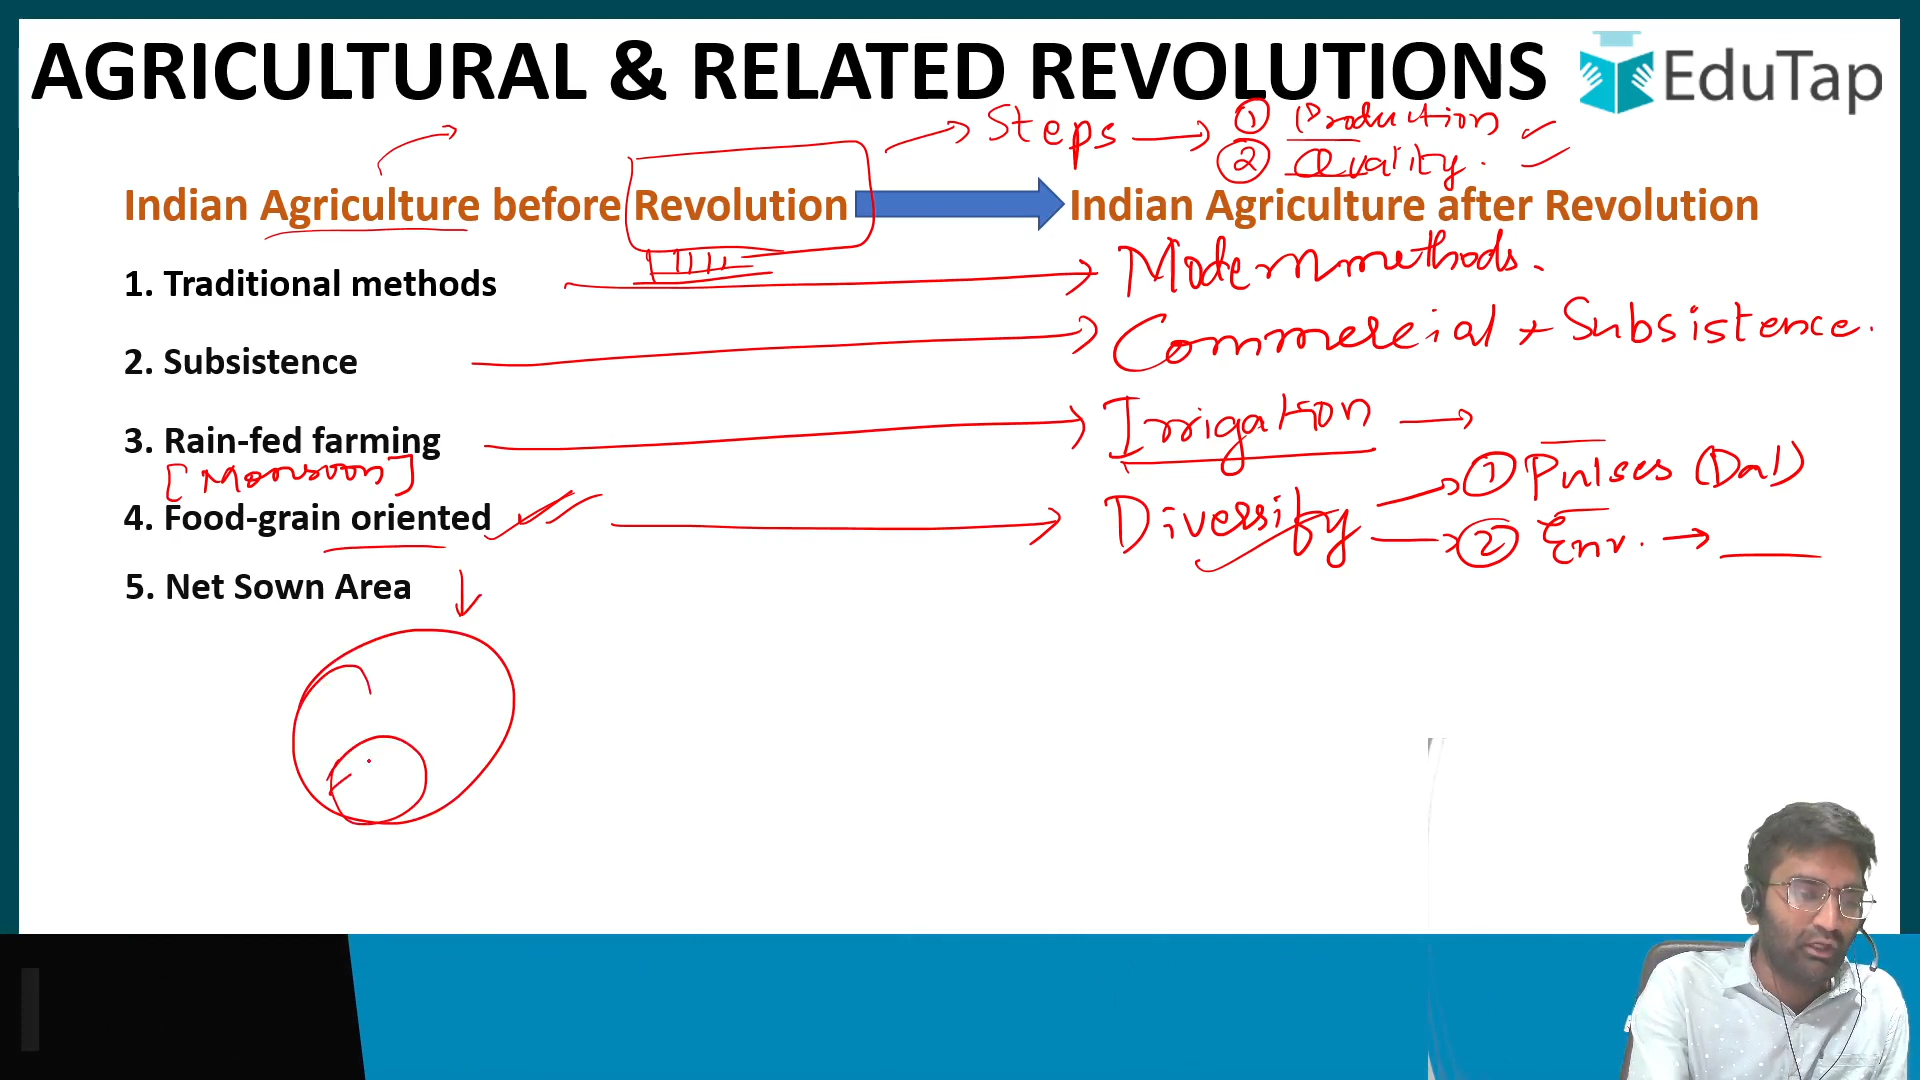 AGRICULTURAL & RELATED REVOLUTIONS
EduTap
Steps → ① Production
② Quality.
Indian Agriculture before Revolution
Indian Agriculture after Revolution
1. Traditional methods → Modern methods.
2. Subsistence → Commercial + Subsistence.
3. Rain-fed farming → Irrigation →
[Monsoon]
4. Food-grain oriented → Diversify → ① Pulses (Dal)
→ ② Env. →
5. Net Sown Area ↓